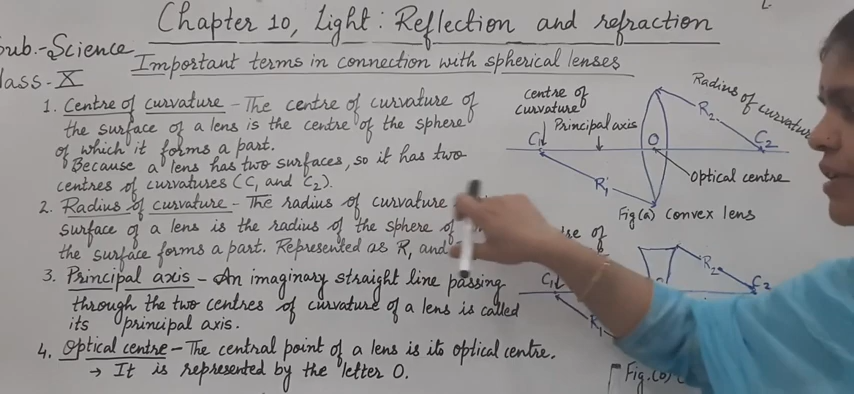 Chapter 10, Light: Reflection and refraction
Sub.- Science
Class - X
Important terms in connection with spherical lenses
1. Centre of curvature - The centre of curvature of
the surface of a lens is the centre of the sphere
of which it forms a part.
Because a lens has two surfaces, so it has two
centres of curvatures (C1 and C2).
2. Radius of curvature - The radius of curvature
surface of a lens is the radius of the sphere of
the surface forms a part. Represented as R1 and
3. Principal axis - An imaginary straight line passing
through the two centres of curvature of a lens is called
its principal axis.
4. Optical centre - The central point of a lens is its optical centre.
→ It is represented by the letter O.
centre of
curvature
Radius of curvature
Principal axis
C1
O
R2
C2
Optical centre
R1
Fig(a) Convex lens
centre of
C1
R2
C2
R1
Fig.(b)